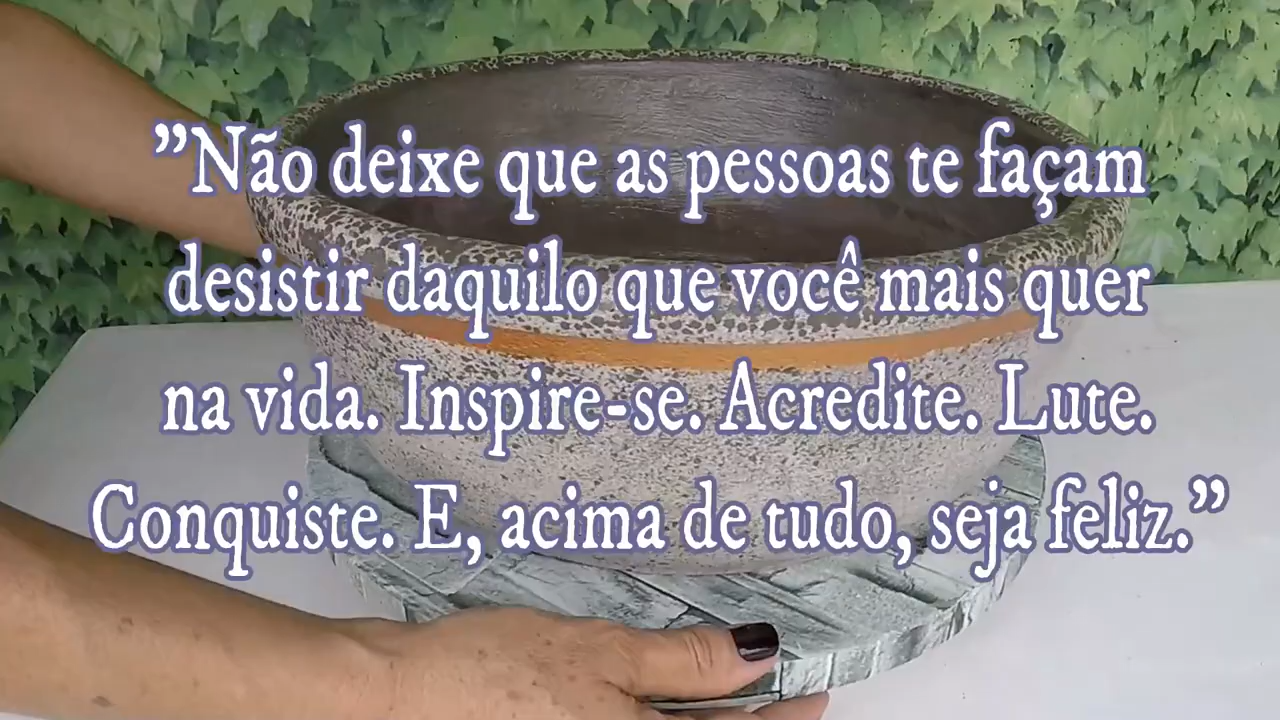 ”Não deixe que as pessoas te façam
desistir daquilo que você mais quer
na vida. Inspire-se. Acredite. Lute.
Conquiste. E, acima de tudo, seja feliz.”